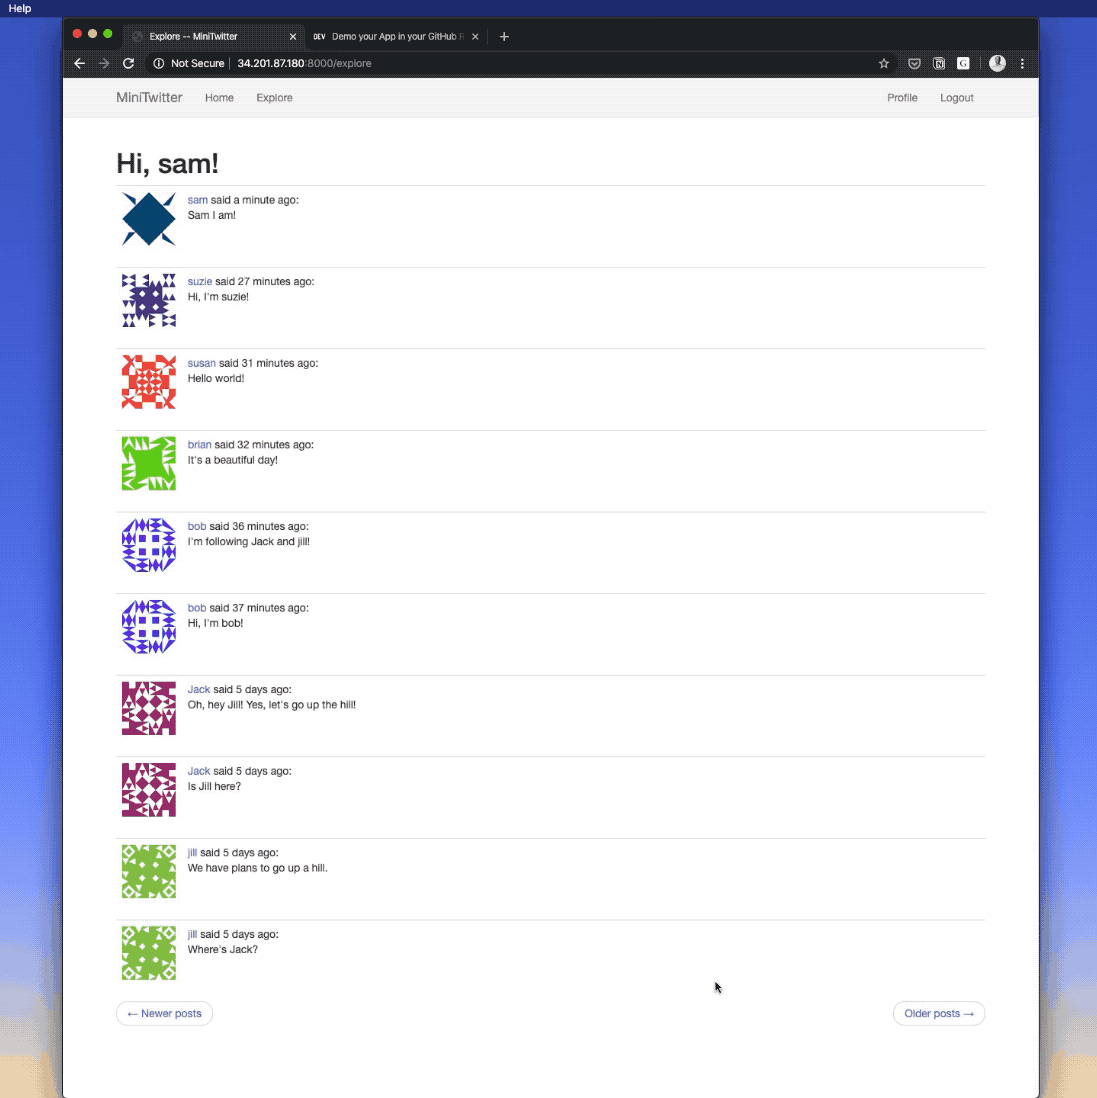 Help
Explore -- MiniTwitter
DEV Demo your App in your GitHub
Not Secure 34.201.87.180:8000/explore
MiniTwitter Home Explore Profile Logout
Hi, sam!
sam said a minute ago:
Sam I am!
suzie said 27 minutes ago:
Hi, I'm suzie!
susan said 31 minutes ago:
Hello world!
brian said 32 minutes ago:
It's a beautiful day!
bob said 36 minutes ago:
I'm following Jack and jill!
bob said 37 minutes ago:
Hi, I'm bob!
Jack said 5 days ago:
Oh, hey Jill! Yes, let's go up the hill!
Jack said 5 days ago:
Is Jill here?
jill said 5 days ago:
We have plans to go up a hill.
jill said 5 days ago:
Where's Jack?
← Newer posts Older posts →